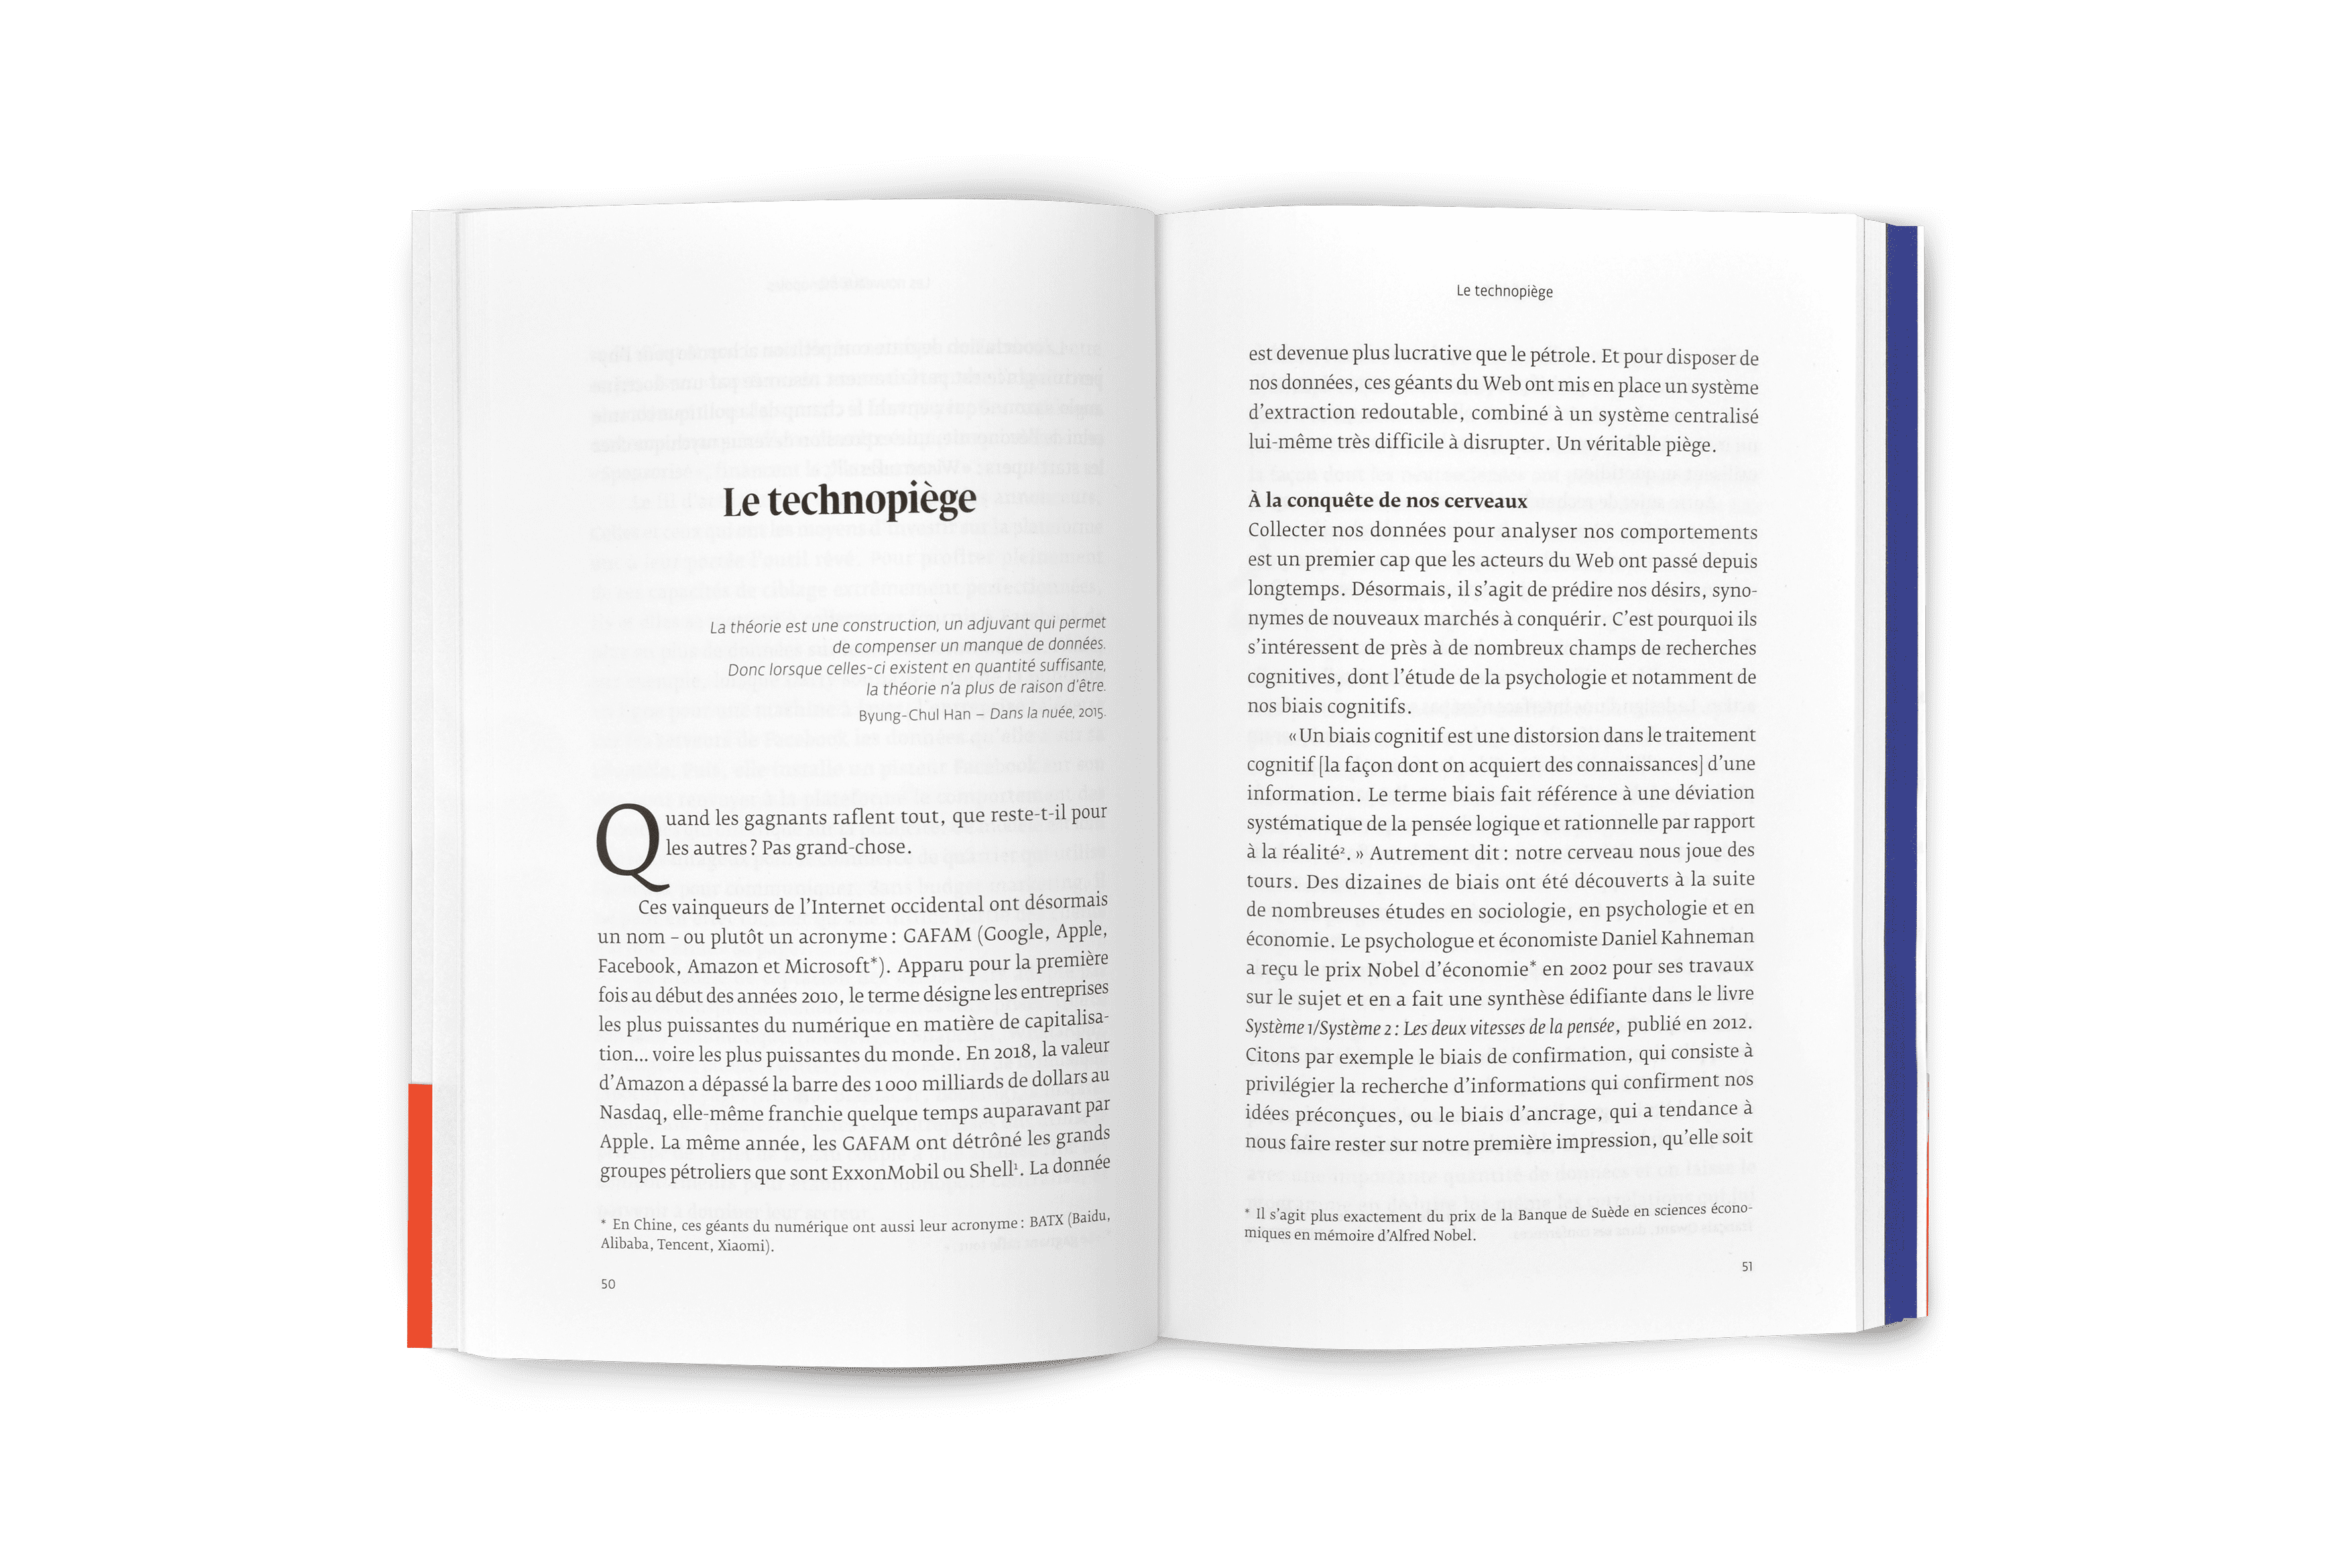 Le technopiège
La théorie est une construction, un adjuvant qui permet
de compenser un manque de données.
Donc lorsque celles-ci existent en quantité suffisante,
la théorie n'a plus de raison d'être.
Byung-Chul Han – Dans la nuée, 2015.
Quand les gagnants raflent tout, que reste-t-il pour
les autres ? Pas grand-chose.
Ces vainqueurs de l'Internet occidental ont désormais
un nom – ou plutôt un acronyme : GAFAM (Google, Apple,
Facebook, Amazon et Microsoft*). Apparu pour la première
fois au début des années 2010, le terme désigne les entreprises
les plus puissantes du numérique en matière de capitalisa-
tion… voire les plus puissantes du monde. En 2018, la valeur
d'Amazon a dépassé la barre des 1 000 milliards de dollars au
Nasdaq, elle-même franchie quelque temps auparavant par
Apple. La même année, les GAFAM ont détrôné les grands
groupes pétroliers que sont ExxonMobil ou Shell¹. La donnée
* En Chine, ces géants du numérique ont aussi leur acronyme : BATX (Baidu,
Alibaba, Tencent, Xiaomi).
50
Le technopiège
est devenue plus lucrative que le pétrole. Et pour disposer de
nos données, ces géants du Web ont mis en place un système
d'extraction redoutable, combiné à un système centralisé
lui-même très difficile à disrupter. Un véritable piège.
À la conquête de nos cerveaux
Collecter nos données pour analyser nos comportements
est un premier cap que les acteurs du Web ont passé depuis
longtemps. Désormais, il s'agit de prédire nos désirs, syno-
nymes de nouveaux marchés à conquérir. C'est pourquoi ils
s'intéressent de près à de nombreux champs de recherches
cognitives, dont l'étude de la psychologie et notamment de
nos biais cognitifs.
« Un biais cognitif est une distorsion dans le traitement
cognitif [la façon dont on acquiert des connaissances] d'une
information. Le terme biais fait référence à une déviation
systématique de la pensée logique et rationnelle par rapport
à la réalité². » Autrement dit : notre cerveau nous joue des
tours. Des dizaines de biais ont été découverts à la suite
de nombreuses études en sociologie, en psychologie et en
économie. Le psychologue et économiste Daniel Kahneman
a reçu le prix Nobel d'économie* en 2002 pour ses travaux
sur le sujet et en a fait une synthèse édifiante dans le livre
Système 1/Système 2 : Les deux vitesses de la pensée, publié en 2012.
Citons par exemple le biais de confirmation, qui consiste à
privilégier la recherche d'informations qui confirment nos
idées préconçues, ou le biais d'ancrage, qui a tendance à
nous faire rester sur notre première impression, qu'elle soit
* Il s'agit plus exactement du prix de la Banque de Suède en sciences écono-
miques en mémoire d'Alfred Nobel.
51